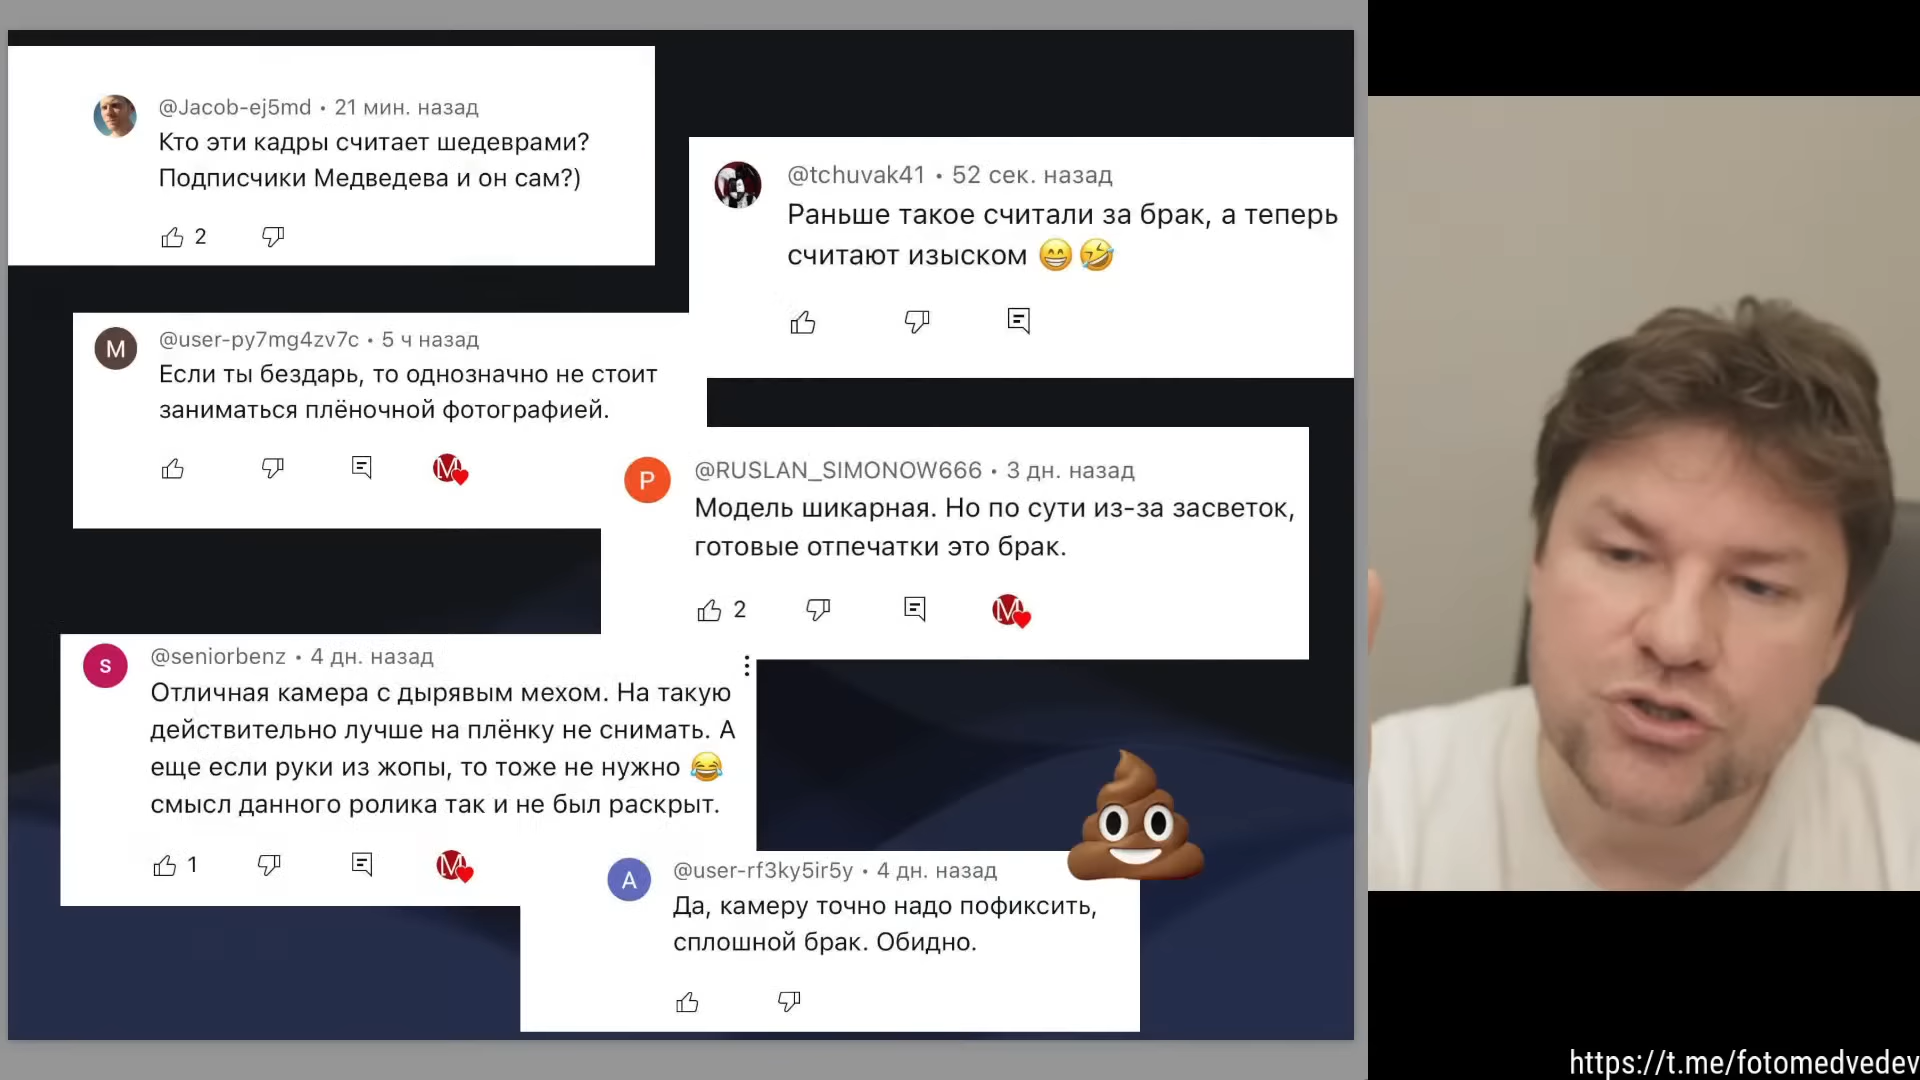 @Jacob-ej5md • 21 мин. назад
Кто эти кадры считает шедеврами?
Подписчики Медведева и он сам?)
2
@tchuvak41 • 52 сек. назад
Раньше такое считали за брак, а теперь
считают изыском 😁🤣
M
@user-py7mg4zv7c • 5 ч назад
Если ты бездарь, то однозначно не стоит
заниматься плёночной фотографией.
M
P
@RUSLAN_SIMONOW666 • 3 дн. назад
Модель шикарная. Но по сути из-за засветок,
готовые отпечатки это брак.
2
M
S
@seniorbenz • 4 дн. назад
Отличная камера с дырявым мехом. На такую
действительно лучше на плёнку не снимать. А
еще если руки из жопы, то тоже не нужно 😂
смысл данного ролика так и не был раскрыт.
1
M
A
@user-rf3ky5ir5y • 4 дн. назад
Да, камеру точно надо пофиксить,
сплошной брак. Обидно.
https://t.me/fotomedvedev